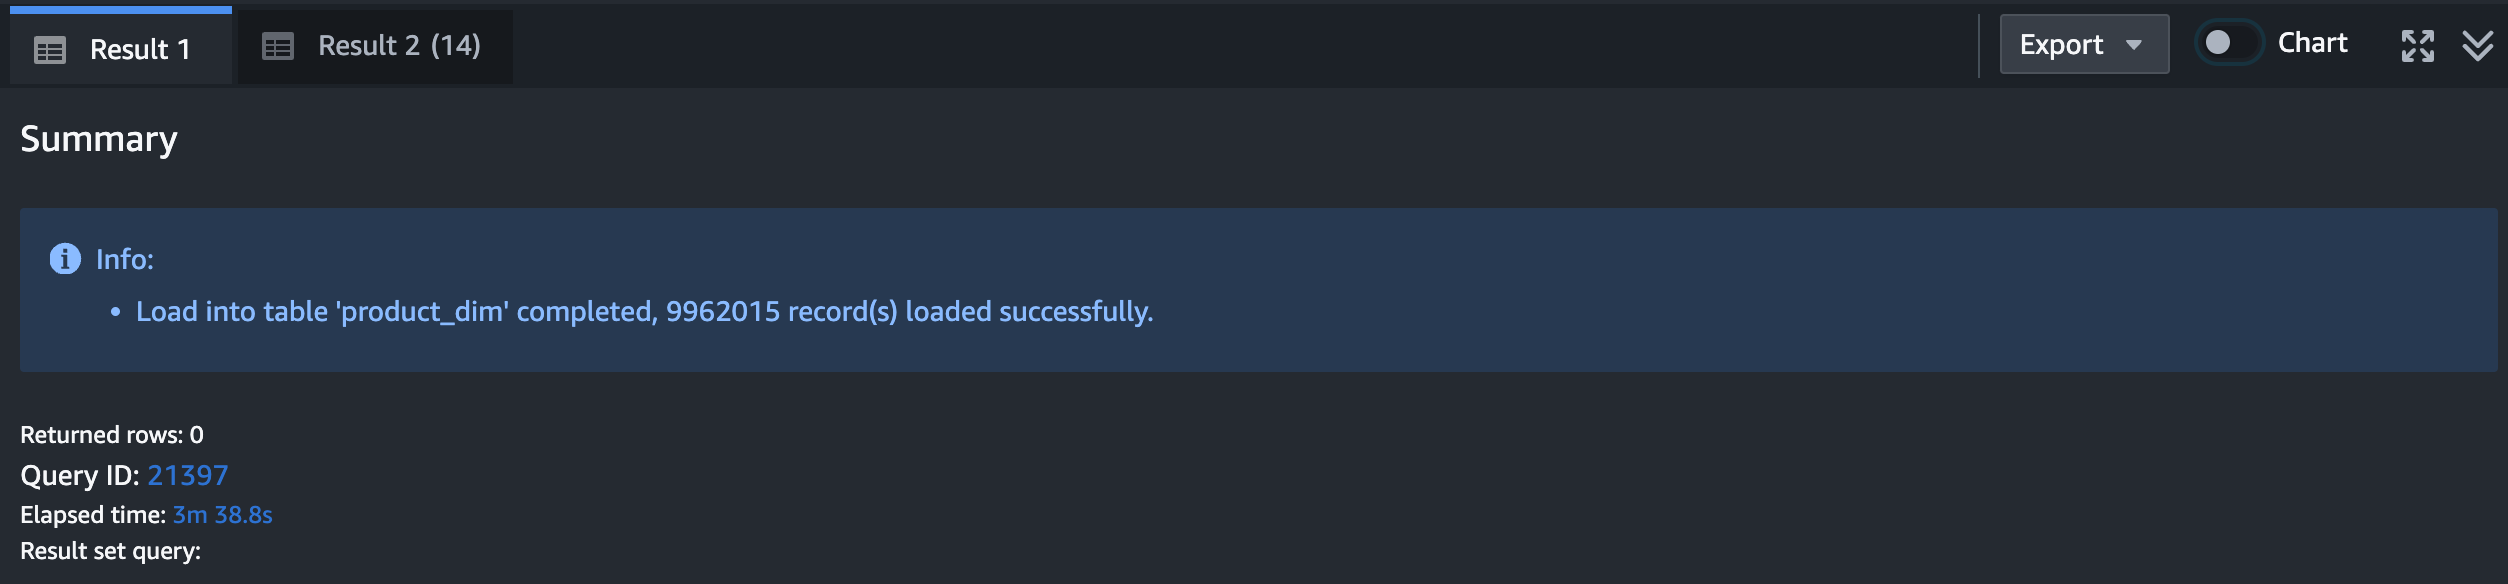 Result 1
Result 2 (14)
Export
Chart
Summary
Info:
• Load into table 'product_dim' completed, 9962015 record(s) loaded successfully.
Returned rows: 0
Query ID: 21397
Elapsed time: 3m 38.8s
Result set query: